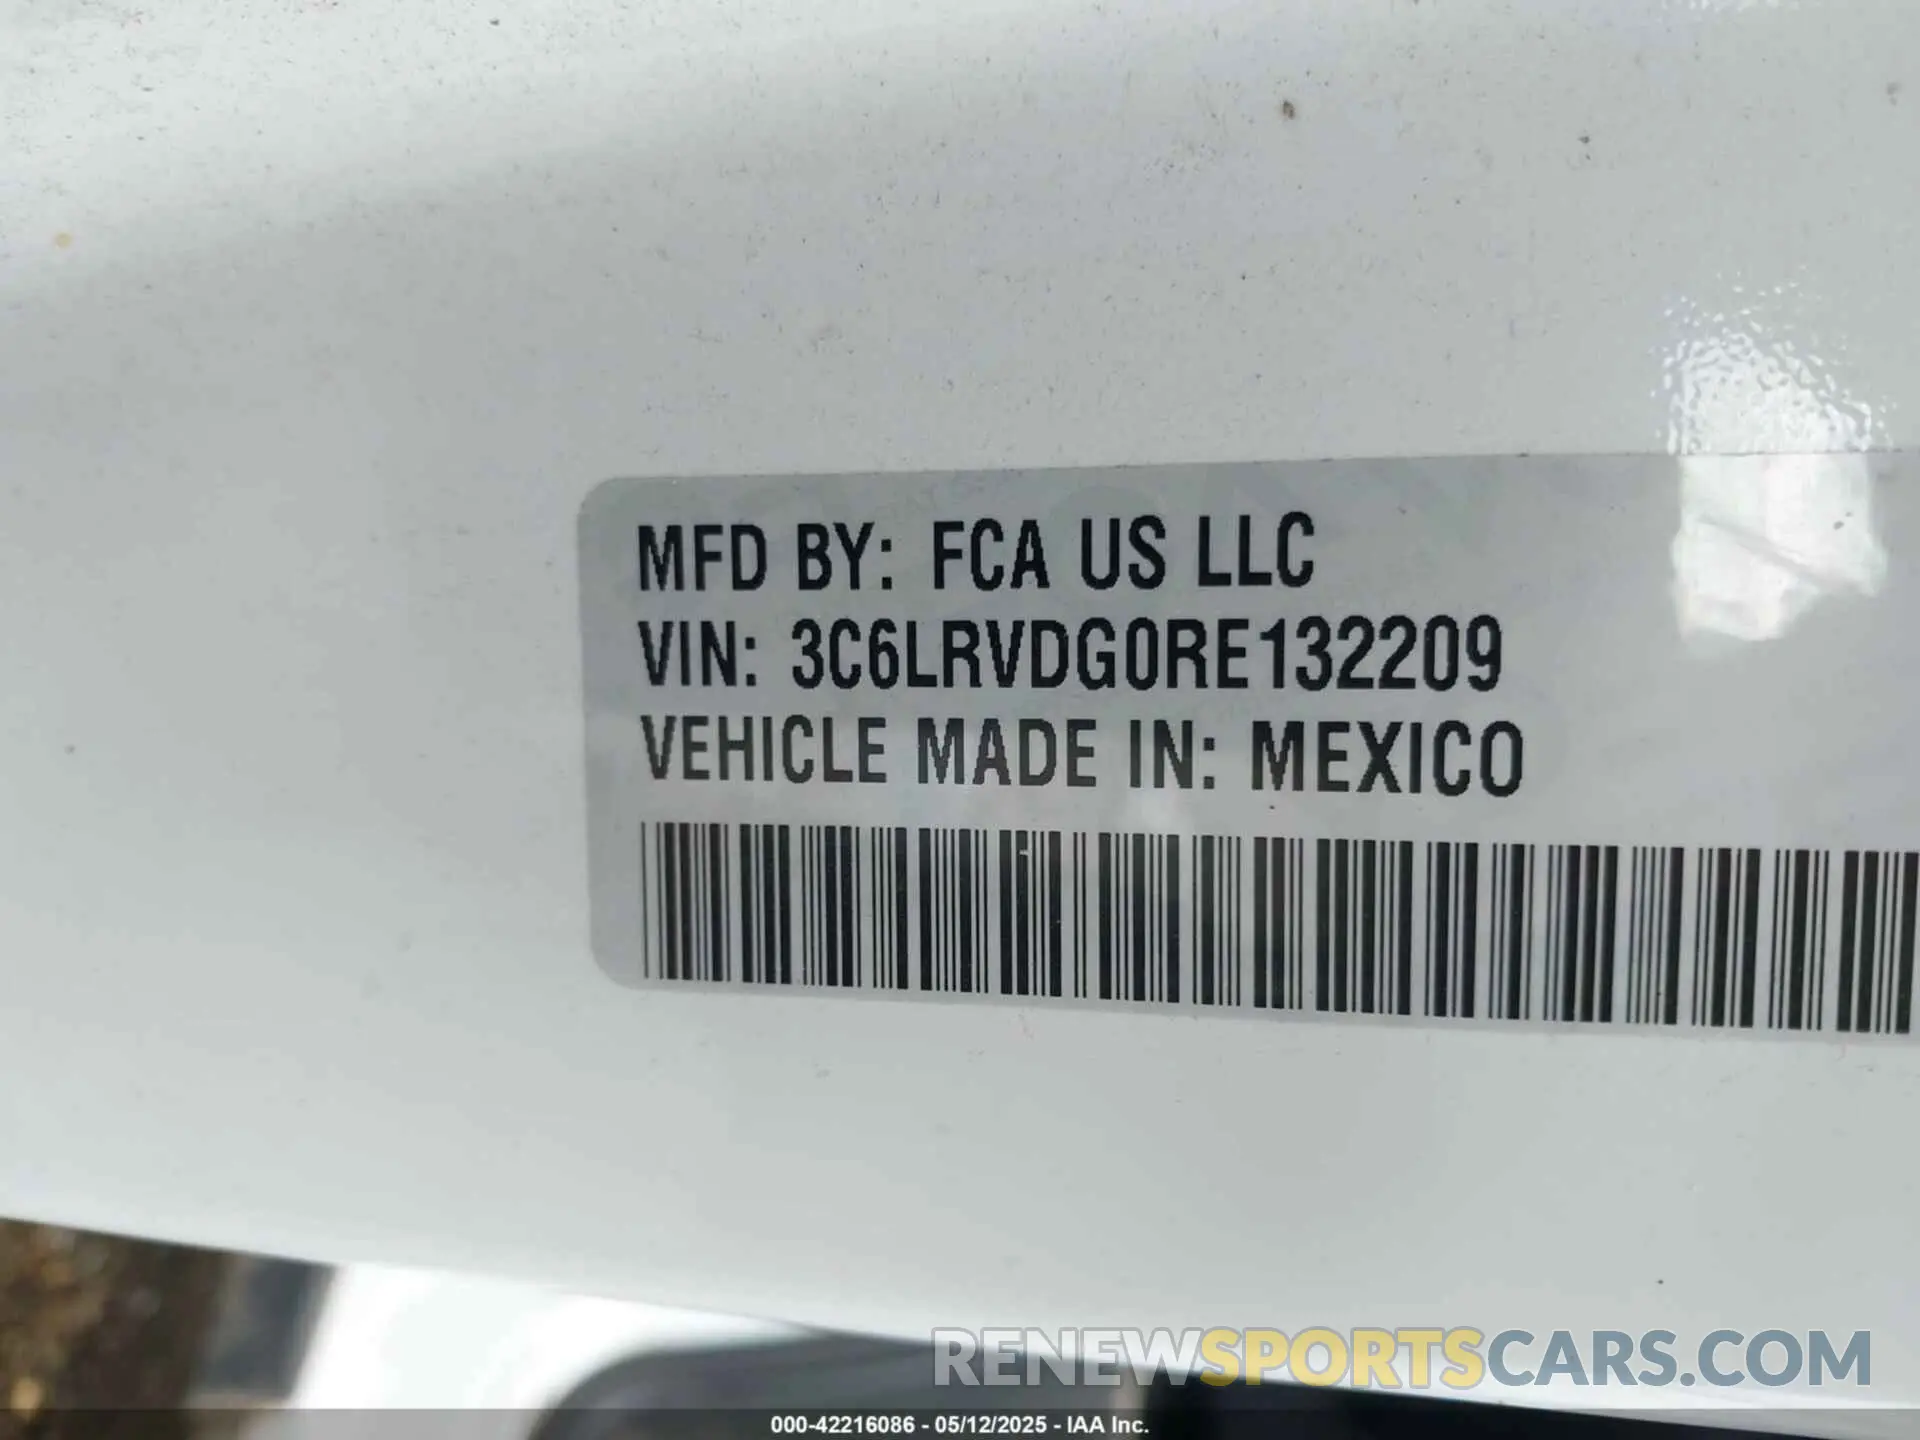 MFD BY: FCA US LLC
VIN: 3C6LRVDG0RE132209
VEHICLE MADE IN: MEXICO
RENEWSPORTSCARS.COM
000-42216086 - 05/12/2025 - IAA Inc.